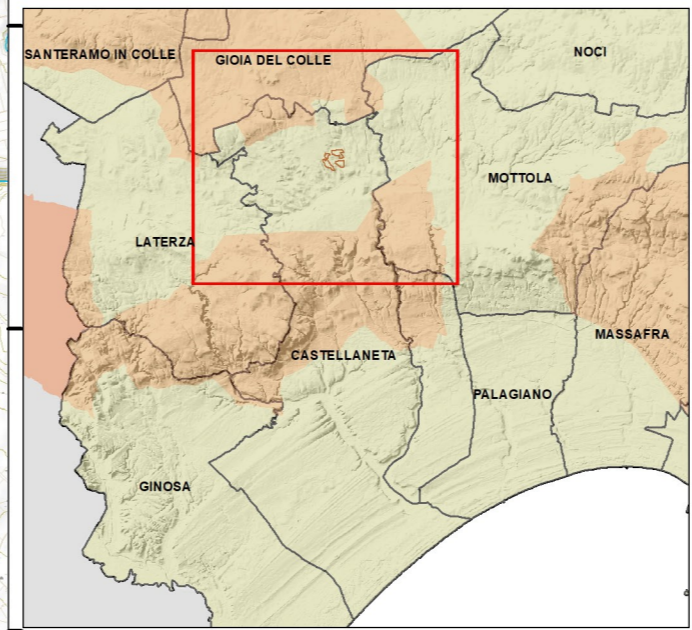 SANTERAMO IN COLLE
GIOIA DEL COLLE
NOCI
MOTTOLA
LATERZA
MASSAFRA
CASTELLANETA
PALAGIANO
GINOSA